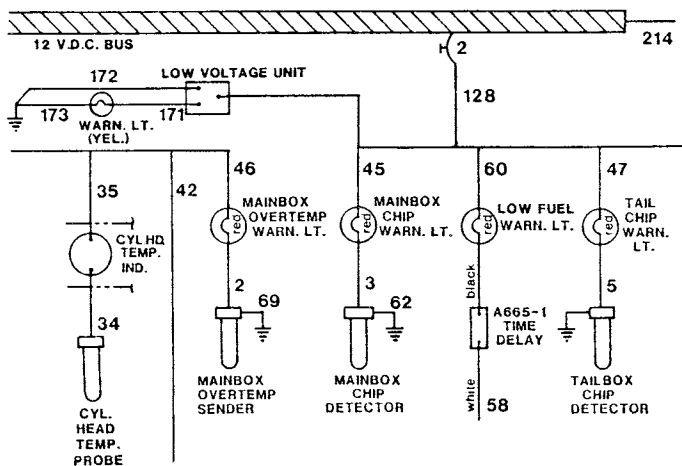 12 V.D.C. BUS
214
2
172
LOW VOLTAGE UNIT
128
173
171
WARN. LT.
(YEL.)
35
42
46
45
60
47
MAINBOX
OVERTEMP
WARN. LT.
red
MAINBOX
CHIP
WARN. LT.
red
LOW FUEL
WARN. LT.
red
TAIL
CHIP
WARN.
LT.
red
CYL HD.
TEMP.
IND.
34
2
69
3
62
black
A665-1
TIME
DELAY
5
white
58
CYL.
HEAD
TEMP.
PROBE
MAINBOX
OVERTEMP
SENDER
MAINBOX
CHIP
DETECTOR
TAILBOX
CHIP
DETECTOR